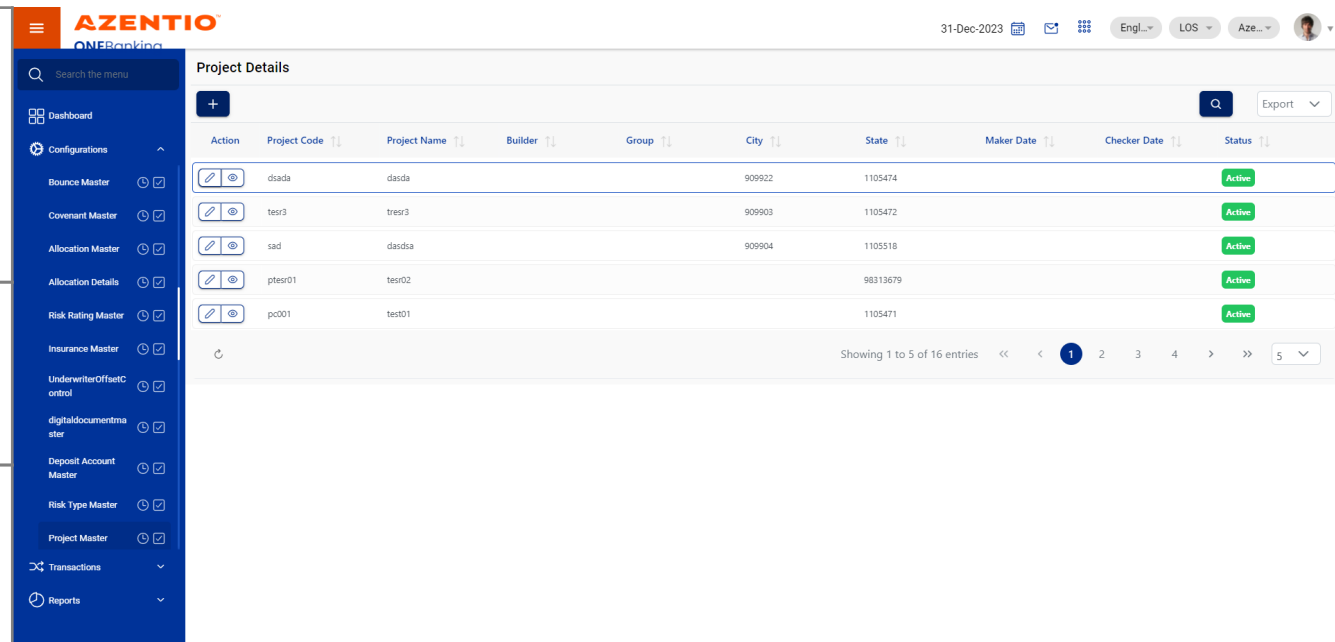 AZENTIO
ONEBanking
31-Dec-2023
Engl...
LOS
Aze...
Search the menu
Dashboard
Configurations
Bounce Master
Covenant Master
Allocation Master
Allocation Details
Risk Rating Master
Insurance Master
UnderwriterOffsetC
ontrol
digitaldocumentma
ster
Deposit Account
Master
Risk Type Master
Project Master
Transactions
Reports
Project Details
+
Export
Action Project Code Project Name Builder Group City State Maker Date Checker Date Status
dsada dasda 909922 1105474 Active
tesr3 tresr3 909903 1105472 Active
sad dasdsa 909904 1105518 Active
ptesr01 tesr02 98313679 Active
pc001 test01 1105471 Active
Showing 1 to 5 of 16 entries << < 1 2 3 4 > >> 5